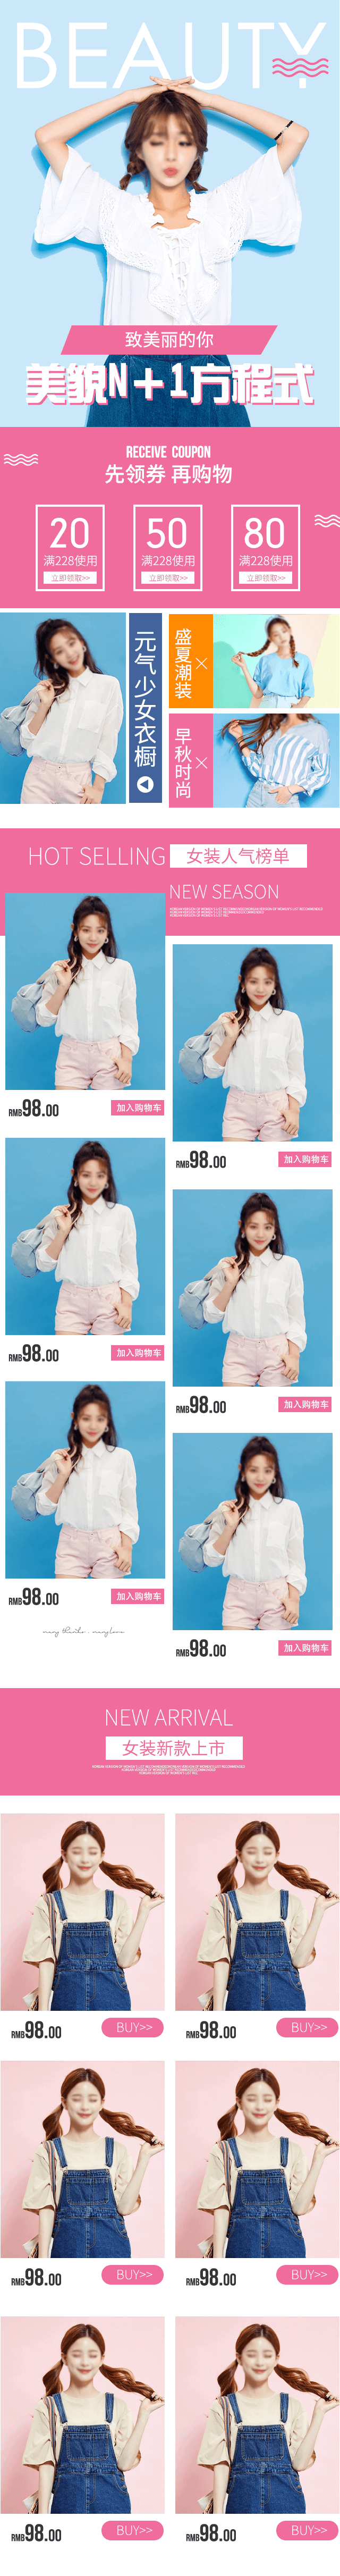 BEAUTY
致美丽的你
美貌N+1方程式
RECEIVE COUPON
先领券 再购物
20
满228使用
立即领取>>
50
满228使用
立即领取>>
80
满228使用
立即领取>>
元气少女衣橱
盛夏潮装
早秋时尚
HOT SELLING
女装人气榜单
NEW SEASON
RMB98.00
加入购物车
RMB98.00
加入购物车
RMB98.00
加入购物车
RMB98.00
加入购物车
RMB98.00
加入购物车
RMB98.00
加入购物车
NEW ARRIVAL
女装新款上市
RMB98.00
BUY>>
RMB98.00
BUY>>
RMB98.00
BUY>>
RMB98.00
BUY>>
RMB98.00
BUY>>
RMB98.00
BUY>>